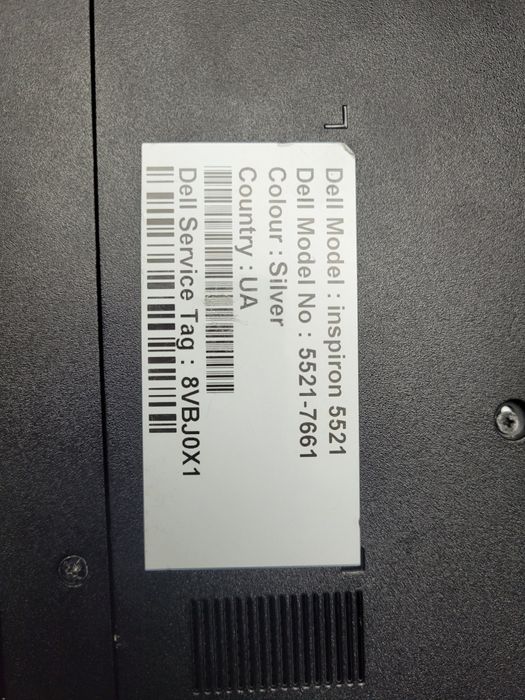 Dell Model : inspiron 5521
Dell Model No : 5521-7661
Colour : Silver
Country : UA
Dell Service Tag : 8VBJ0X1